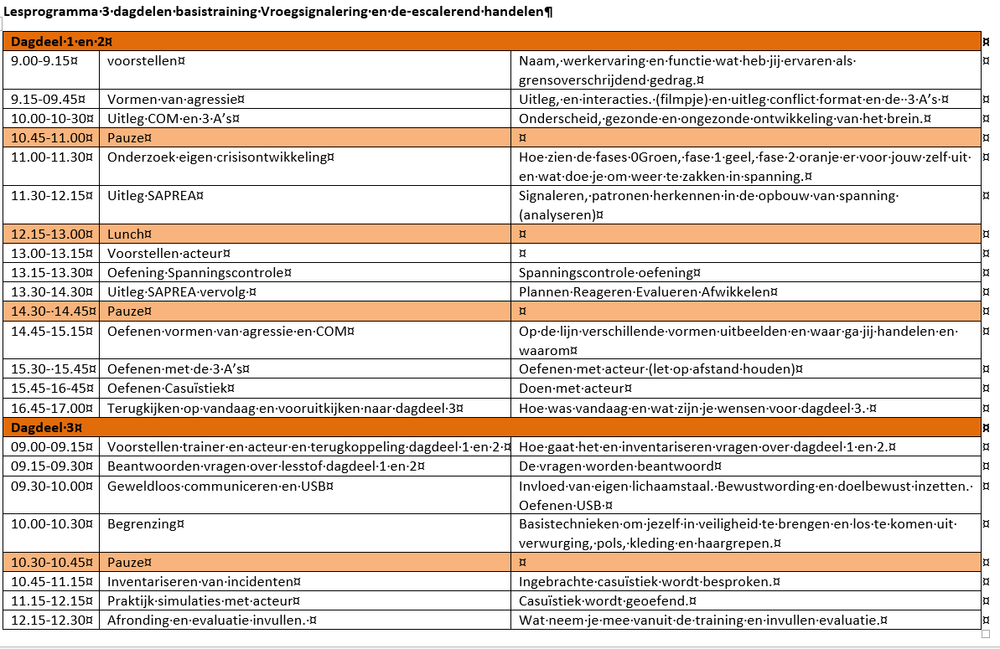 Lesprogramma 3 dagdelen basistraining Vroegsignalering en de-escalerend handelen¶
Dagdeel 1 en 2¤ ¤
9.00-9.15¤ voorstellen¤ Naam, werkervaring en functie wat heb jij ervaren als ¤
grensoverschrijdend gedrag.¤
9.15-09.45¤ Vormen van agressie¤ Uitleg, en interacties. (filmpje) en uitleg conflict format en de 3 A’s ¤ ¤
10.00-10-30¤ Uitleg COM en 3 A’s¤ Onderscheid, gezonde en ongezonde ontwikkeling van het brein.¤ ¤
10.45-11.00¤ Pauze¤ ¤ ¤
11.00-11.30¤ Onderzoek eigen crisisontwikkeling¤ Hoe zien de fases 0Groen, fase 1 geel, fase 2 oranje er voor jouw zelf uit ¤
en wat doe je om weer te zakken in spanning.¤
11.30-12.15¤ Uitleg SAPREA¤ Signaleren, patronen herkennen in de opbouw van spanning ¤
(analyseren)¤
12.15-13.00¤ Lunch¤ ¤ ¤
13.00-13.15¤ Voorstellen acteur¤ ¤ ¤
13.15-13.30¤ Oefening Spanningscontrole¤ Spanningscontrole oefening¤ ¤
13.30-14.30¤ Uitleg SAPREA vervolg ¤ Plannen Reageren Evalueren Afwikkelen¤ ¤
14.30- 14.45¤ Pauze¤ ¤ ¤
14.45-15.15¤ Oefenen vormen van agressie en COM¤ Op de lijn verschillende vormen uitbeelden en waar ga jij handelen en ¤
waarom¤
15.30- 15.45¤ Oefenen met de 3 A’s¤ Oefenen met acteur (let op afstand houden)¤ ¤
15.45-16-45¤ Oefenen Casuïstiek¤ Doen met acteur¤ ¤
16.45-17.00¤ Terugkijken op vandaag en vooruitkijken naar dagdeel 3¤ Hoe was vandaag en wat zijn je wensen voor dagdeel 3. ¤ ¤
Dagdeel 3¤ ¤
09.00-09.15¤ Voorstellen trainer en acteur en terugkoppeling dagdeel 1 en 2 ¤ Hoe gaat het en inventariseren vragen over dagdeel 1 en 2.¤ ¤
09.15-09.30¤ Beantwoorden vragen over lesstof dagdeel 1 en 2¤ De vragen worden beantwoord¤ ¤
09.30-10.00¤ Geweldloos communiceren en USB¤ Invloed van eigen lichaamstaal. Bewustwording en doelbewust inzetten. ¤
Oefenen USB ¤
10.00-10.30¤ Begrenzing¤ Basistechnieken om jezelf in veiligheid te brengen en los te komen uit ¤
verwurging, pols, kleding en haargrepen.¤
10.30-10.45¤ Pauze¤ ¤ ¤
10.45-11.15¤ Inventariseren van incidenten¤ Ingebrachte casuïstiek wordt besproken.¤ ¤
11.15-12.15¤ Praktijk simulaties met acteur¤ Casuïstiek wordt geoefend.¤ ¤
12.15-12.30¤ Afronding en evaluatie invullen. ¤ Wat neem je mee vanuit de training en invullen evaluatie.¤ ¤